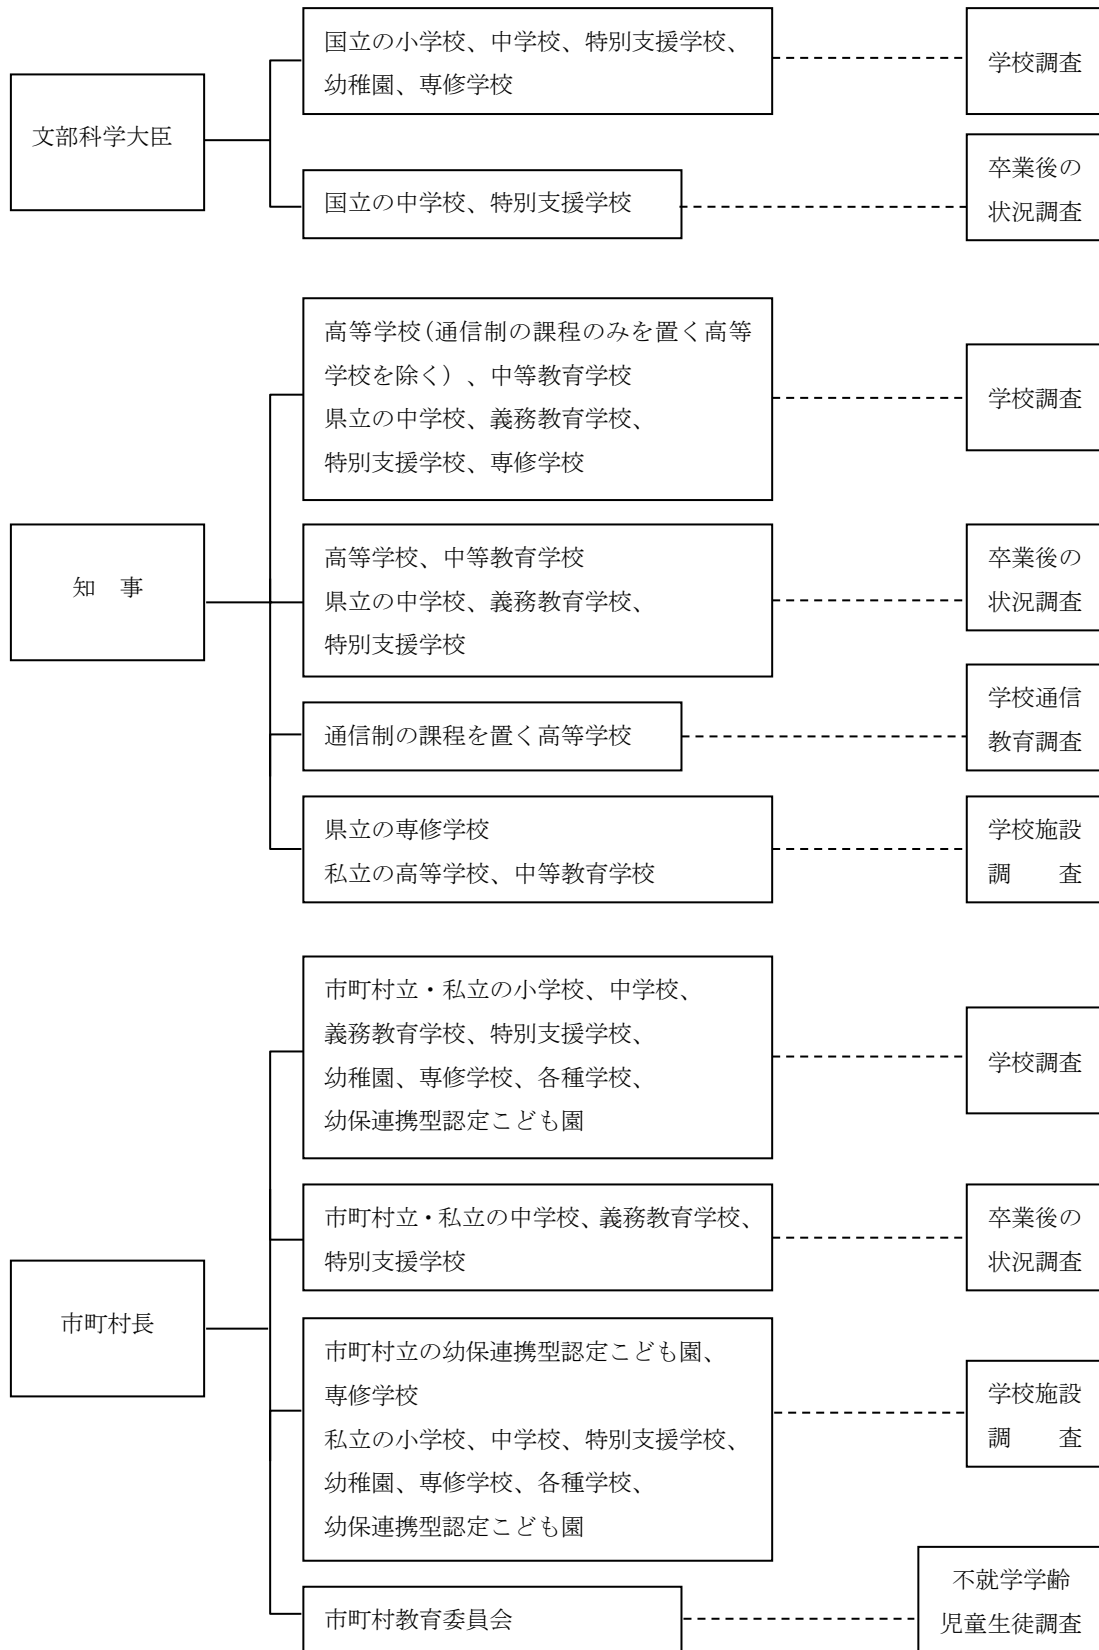 文部科学大臣
国立の小学校、中学校、特別支援学校、
幼稚園、専修学校
学校調査
国立の中学校、特別支援学校
卒業後の
状況調査
知　事
高等学校（通信制の課程のみを置く高等
学校を除く）、中等教育学校
県立の中学校、義務教育学校、
特別支援学校、専修学校
学校調査
高等学校、中等教育学校
県立の中学校、義務教育学校、
特別支援学校
卒業後の
状況調査
通信制の課程を置く高等学校
学校通信
教育調査
県立の専修学校
私立の高等学校、中等教育学校
学校施設
調　　査
市町村長
市町村立・私立の小学校、中学校、
義務教育学校、特別支援学校、
幼稚園、専修学校、各種学校、
幼保連携型認定こども園
学校調査
市町村立・私立の中学校、義務教育学校、
特別支援学校
卒業後の
状況調査
市町村立の幼保連携型認定こども園、
専修学校
私立の小学校、中学校、特別支援学校、
幼稚園、専修学校、各種学校、
幼保連携型認定こども園
学校施設
調　　査
市町村教育委員会
不就学学齢
児童生徒調査